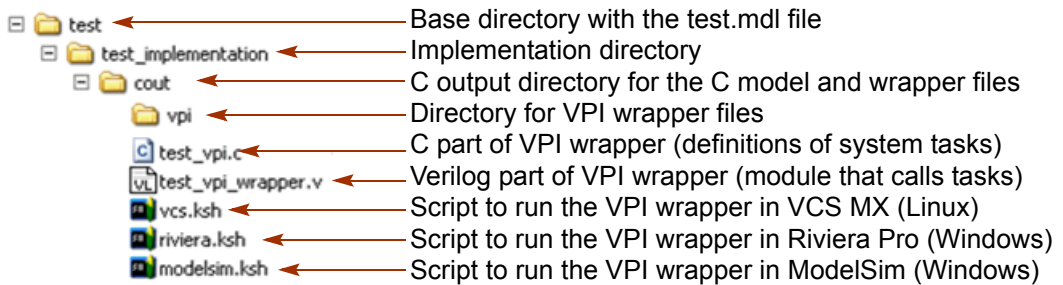 test Base directory with the test.mdl file
test_implementation Implementation directory
cout C output directory for the C model and wrapper files
vpi Directory for VPI wrapper files
test_vpi.c C part of VPI wrapper (definitions of system tasks)
test_vpi_wrapper.v Verilog part of VPI wrapper (module that calls tasks)
vcs.ksh Script to run the VPI wrapper in VCS MX (Linux)
riviera.ksh Script to run the VPI wrapper in Riviera Pro (Windows)
modelsim.ksh Script to run the VPI wrapper in ModelSim (Windows)